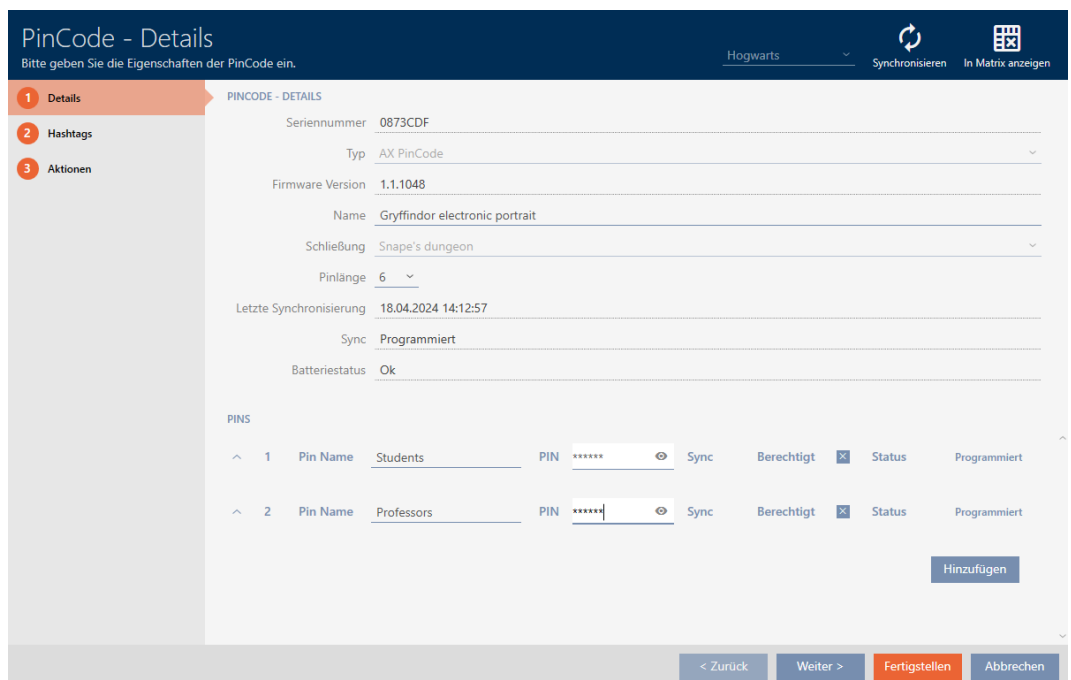 PinCode - Details
Bitte geben Sie die Eigenschaften der PinCode ein.
Hogwarts
Synchronisieren
In Matrix anzeigen
1 Details
2 Hashtags
3 Aktionen
PINCODE - DETAILS
Seriennummer 0873CDF
Typ AX PinCode
Firmware Version 1.1.1048
Name Gryffindor electronic portrait
Schließung Snape's dungeon
Pinlänge 6
Letzte Synchronisierung 18.04.2024 14:12:57
Sync Programmiert
Batteriestatus Ok
PINS
1 Pin Name Students PIN ****** Sync Berechtigt Status Programmiert
2 Pin Name Professors PIN ****** Sync Berechtigt Status Programmiert
Hinzufügen
< Zurück Weiter > Fertigstellen Abbrechen